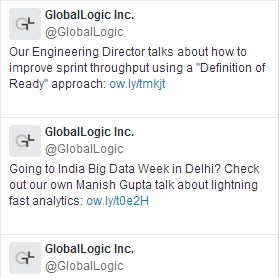 GlobalLogic Inc.
@GlobalLogic
Our Engineering Director talks about how to
improve sprint throughput using a "Definition of
Ready" approach: ow.ly/tmkjt
GlobalLogic Inc.
@GlobalLogic
Going to India Big Data Week in Delhi? Check
out our own Manish Gupta talk about lightning
fast analytics: ow.ly/t0e2H
GlobalLogic Inc.
@GlobalLogic